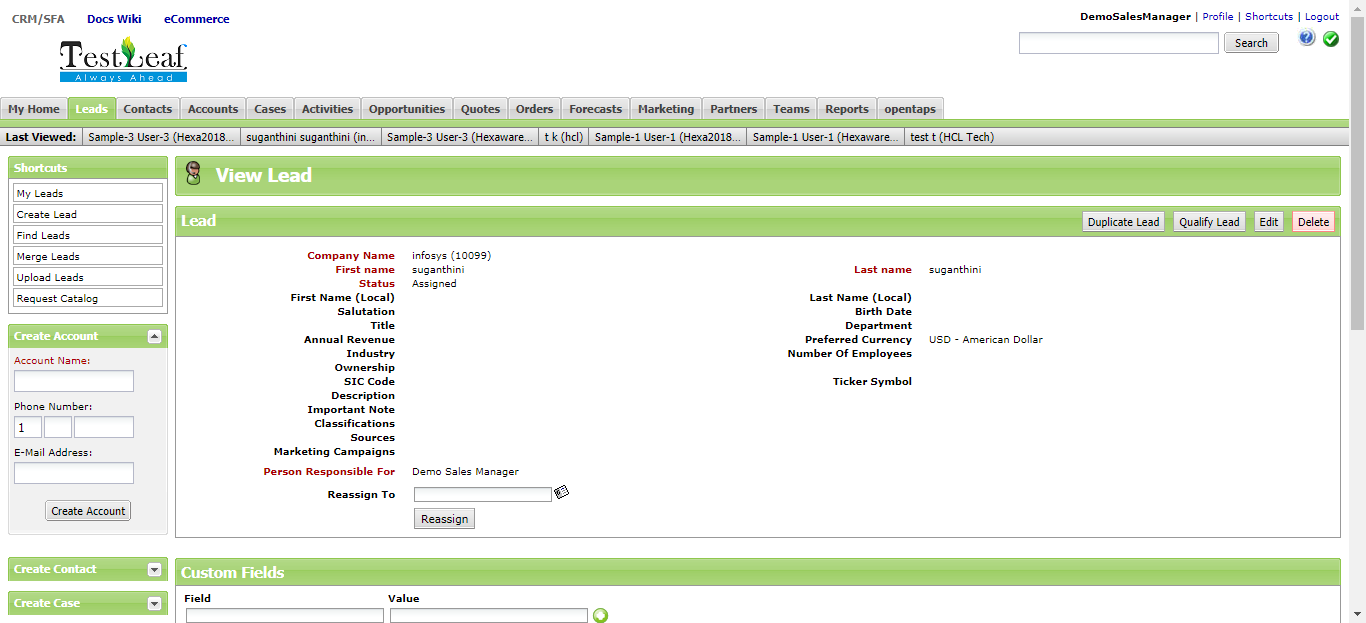 CRM/SFA Docs Wiki eCommerce
DemoSalesManager | Profile | Shortcuts | Logout
TestLeaf
Always Ahead
Search
My Home Leads Contacts Accounts Cases Activities Opportunities Quotes Orders Forecasts Marketing Partners Teams Reports opentaps
Last Viewed: Sample-3 User-3 (Hexa2018... suganthini suganthini (in... Sample-3 User-3 (Hexaware... t k (hcl) Sample-1 User-1 (Hexa2018... Sample-1 User-1 (Hexaware... test t (HCL Tech)
Shortcuts
My Leads
Create Lead
Find Leads
Merge Leads
Upload Leads
Request Catalog
Create Account
Account Name:
Phone Number:
1
E-Mail Address:
Create Account
Create Contact
Create Case
View Lead
Lead Duplicate Lead Qualify Lead Edit Delete
Company Name infosys (10099)
First name suganthini Last name suganthini
Status Assigned
First Name (Local) Last Name (Local)
Salutation Birth Date
Title Department
Annual Revenue Preferred Currency USD - American Dollar
Industry Number Of Employees
Ownership
SIC Code Ticker Symbol
Description
Important Note
Classifications
Sources
Marketing Campaigns
Person Responsible For Demo Sales Manager
Reassign To
Reassign
Custom Fields
Field Value